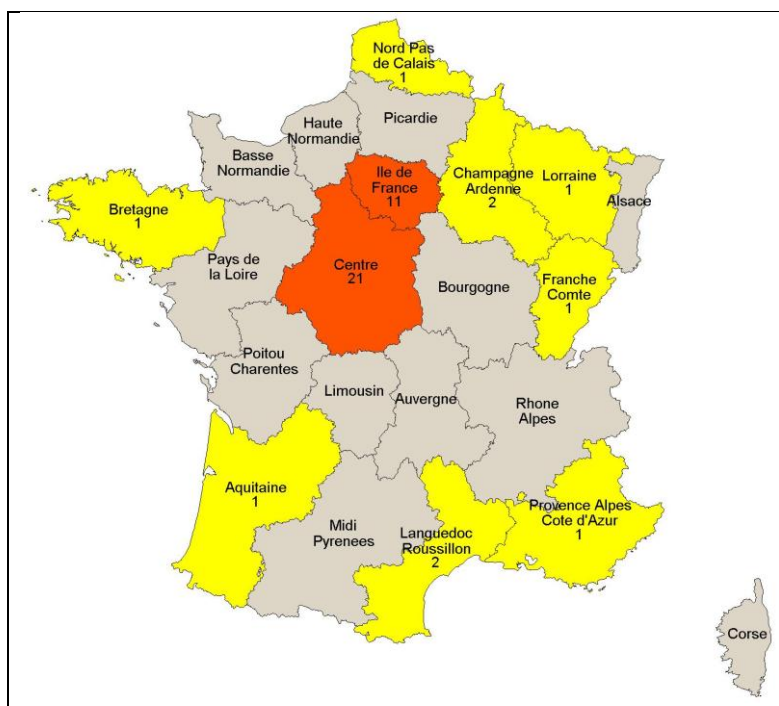 Nord Pas
de Calais
1
Picardie
Haute
Normandie
Basse
Normandie
Ile de
France
11
Champagne
Ardenne
2
Lorraine
1
Alsace
Bretagne
1
Pays de
la Loire
Centre
21
Bourgogne
Franche
Comte
1
Poitou
Charentes
Limousin
Auvergne
Rhone
Alpes
Aquitaine
1
Midi
Pyrenees
Languedoc
Roussillon
2
Provence Alpes
Cote d'Azur
1
Corse